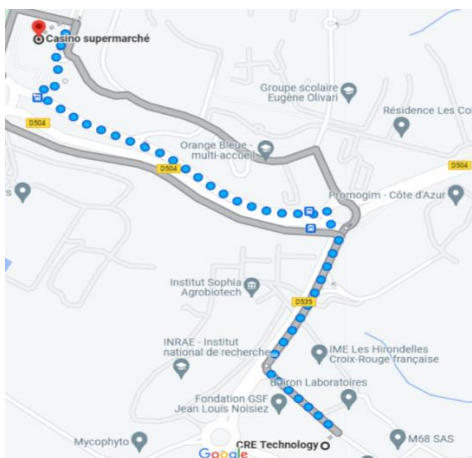 Casino supermarché
Groupe scolaire
Eugène Olivari
D504
Résidence Les Co
Orange Bleue -
multi-accueil
D504
D504
Promogim - Côte d'Azur
rs
Institut Sophia
Agrobiotech
D535
INRAE - Institut
national de recherche
IME Les Hirondelles
Croix-Rouge française
Fondation GSF
Jean Louis Noisiez
Boiron Laboratoires
Mycophyto
CRE Technology
M68 SAS
Google